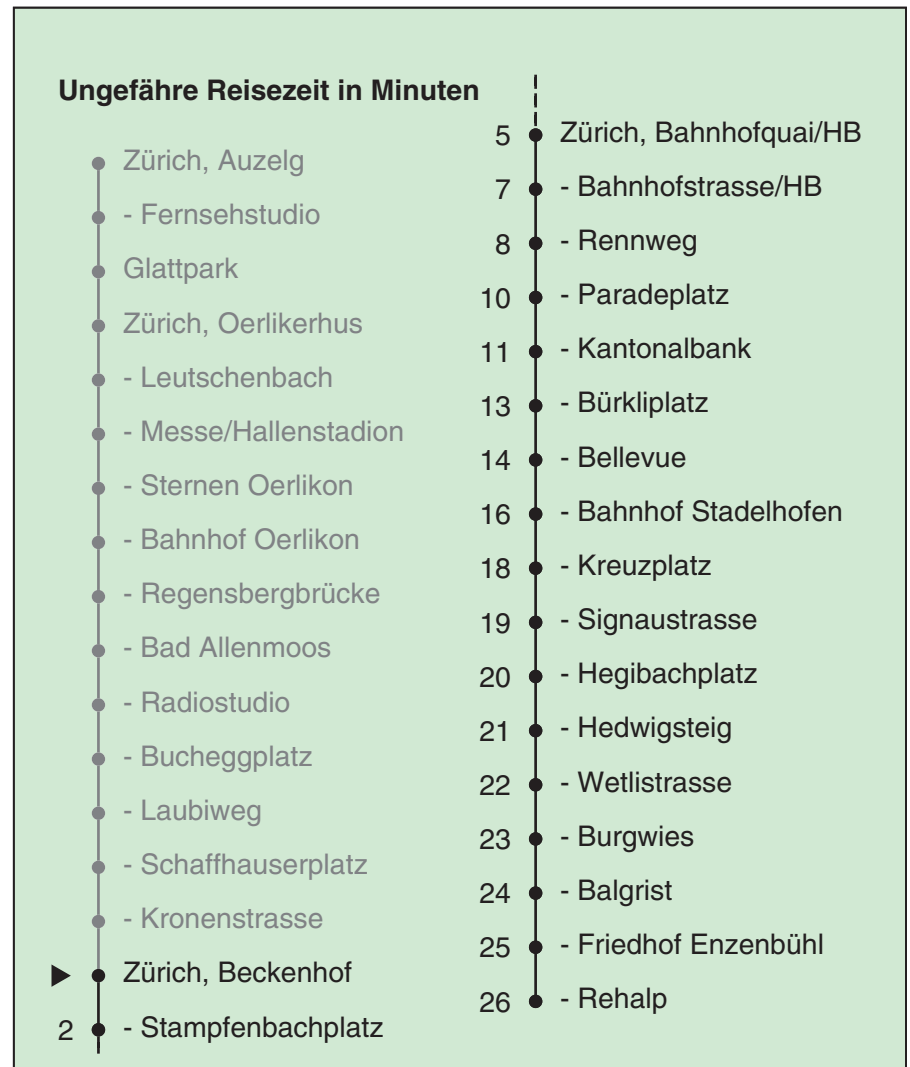 Ungefähre Reisezeit in Minuten
Zürich, Auzelg
- Fernsehstudio
Glattpark
Zürich, Oerlikerhus
- Leutschenbach
- Messe/Hallenstadion
- Sternen Oerlikon
- Bahnhof Oerlikon
- Regensbergbrücke
- Bad Allenmoos
- Radiostudio
- Bucheggplatz
- Laubiweg
- Schaffhauserplatz
- Kronenstrasse
Zürich, Beckenhof
2 - Stampfenbachplatz
5 Zürich, Bahnhofquai/HB
7 - Bahnhofstrasse/HB
8 - Rennweg
10 - Paradeplatz
11 - Kantonalbank
13 - Bürkliplatz
14 - Bellevue
16 - Bahnhof Stadelhofen
18 - Kreuzplatz
19 - Signaustrasse
20 - Hegibachplatz
21 - Hedwigsteig
22 - Wetlistrasse
23 - Burgwies
24 - Balgrist
25 - Friedhof Enzenbühl
26 - Rehalp